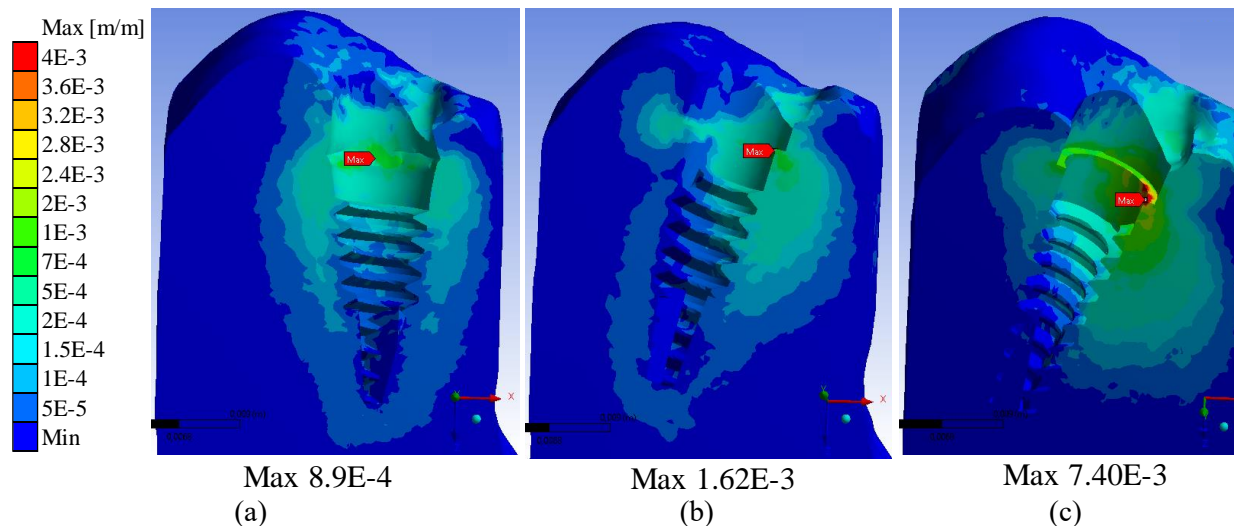 Max [m/m]
4E-3
3.6E-3
3.2E-3
2.8E-3
2.4E-3
2E-3
1E-3
7E-4
5E-4
2E-4
1.5E-4
1E-4
5E-5
Min
Max
Max
Max
X
X
Max 8.9E-4
Max 1.62E-3
Max 7.40E-3
(a)
(b)
(c)